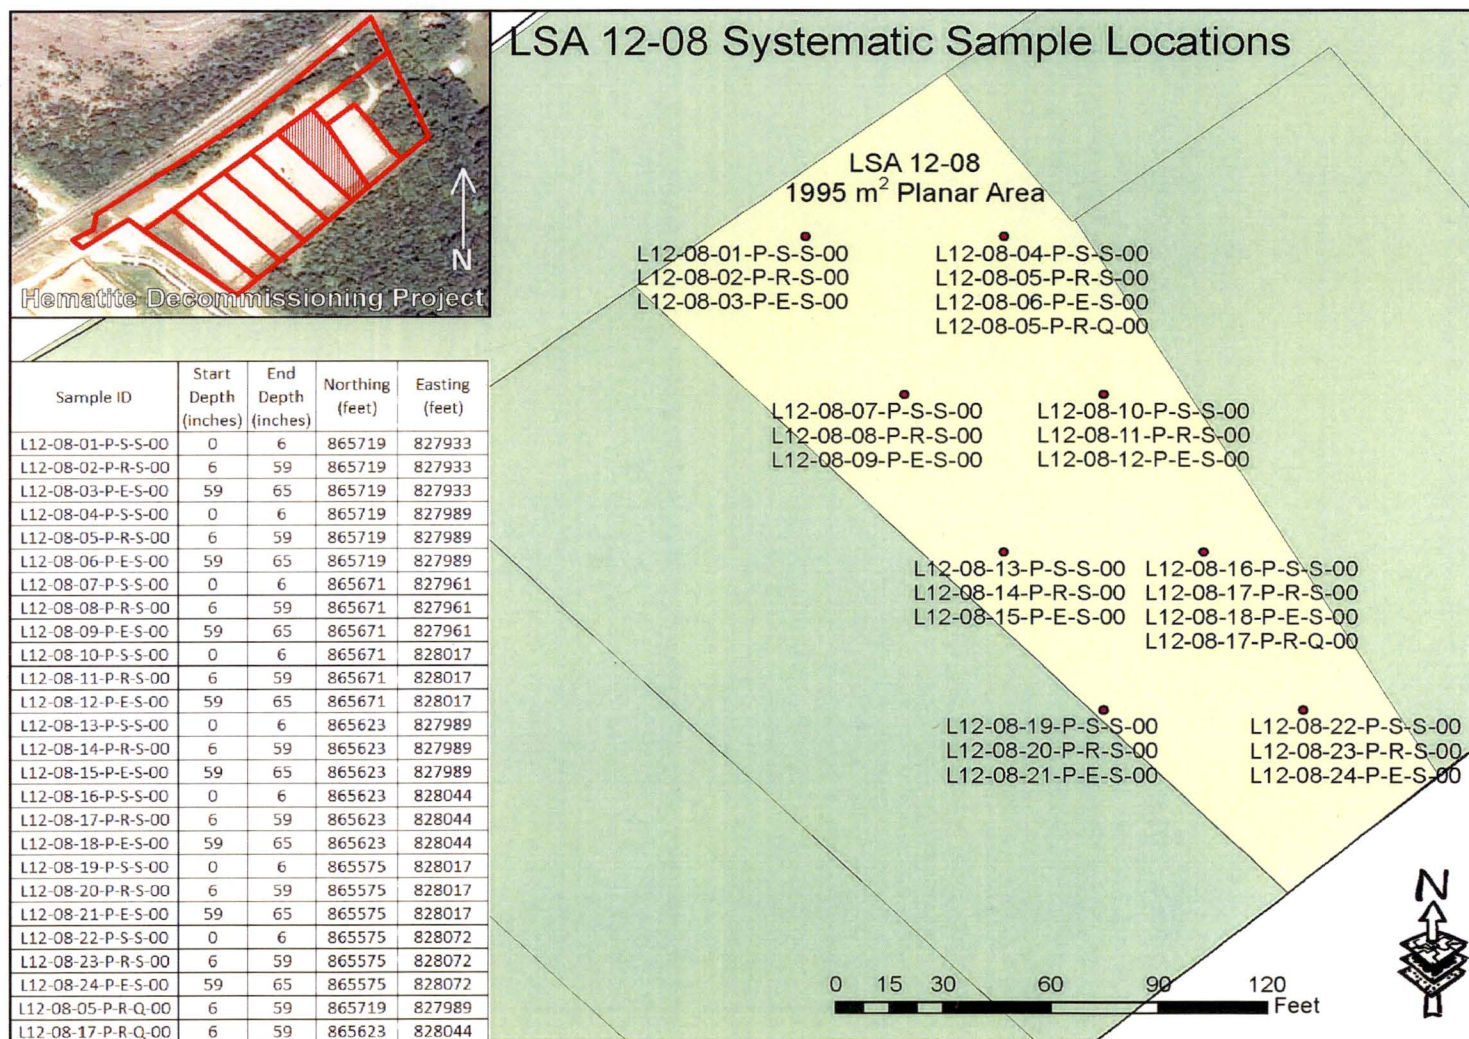 LSA 12-08 Systematic Sample Locations
N
Hematite Decommissioning Project
LSA 12-08
1995 m² Planar Area
L12-08-01-P-S-S-00
L12-08-02-P-R-S-00
L12-08-03-P-E-S-00
L12-08-04-P-S-S-00
L12-08-05-P-R-S-00
L12-08-06-P-E-S-00
L12-08-05-P-R-Q-00
L12-08-07-P-S-S-00
L12-08-08-P-R-S-00
L12-08-09-P-E-S-00
L12-08-10-P-S-S-00
L12-08-11-P-R-S-00
L12-08-12-P-E-S-00
L12-08-13-P-S-S-00
L12-08-14-P-R-S-00
L12-08-15-P-E-S-00
L12-08-16-P-S-S-00
L12-08-17-P-R-S-00
L12-08-18-P-E-S-00
L12-08-17-P-R-Q-00
L12-08-19-P-S-S-00
L12-08-20-P-R-S-00
L12-08-21-P-E-S-00
L12-08-22-P-S-S-00
L12-08-23-P-R-S-00
L12-08-24-P-E-S-00
Sample ID Start Depth (inches) End Depth (inches) Northing (feet) Easting (feet)
L12-08-01-P-S-S-00 0 6 865719 827933
L12-08-02-P-R-S-00 6 59 865719 827933
L12-08-03-P-E-S-00 59 65 865719 827933
L12-08-04-P-S-S-00 0 6 865719 827989
L12-08-05-P-R-S-00 6 59 865719 827989
L12-08-06-P-E-S-00 59 65 865719 827989
L12-08-07-P-S-S-00 0 6 865671 827961
L12-08-08-P-R-S-00 6 59 865671 827961
L12-08-09-P-E-S-00 59 65 865671 827961
L12-08-10-P-S-S-00 0 6 865671 828017
L12-08-11-P-R-S-00 6 59 865671 828017
L12-08-12-P-E-S-00 59 65 865671 828017
L12-08-13-P-S-S-00 0 6 865623 827989
L12-08-14-P-R-S-00 6 59 865623 827989
L12-08-15-P-E-S-00 59 65 865623 827989
L12-08-16-P-S-S-00 0 6 865623 828044
L12-08-17-P-R-S-00 6 59 865623 828044
L12-08-18-P-E-S-00 59 65 865623 828044
L12-08-19-P-S-S-00 0 6 865575 828017
L12-08-20-P-R-S-00 6 59 865575 828017
L12-08-21-P-E-S-00 59 65 865575 828017
L12-08-22-P-S-S-00 0 6 865575 828072
L12-08-23-P-R-S-00 6 59 865575 828072
L12-08-24-P-E-S-00 59 65 865575 828072
L12-08-05-P-R-Q-00 6 59 865719 827989
L12-08-17-P-R-Q-00 6 59 865623 828044
N
0 15 30 60 90 120
Feet